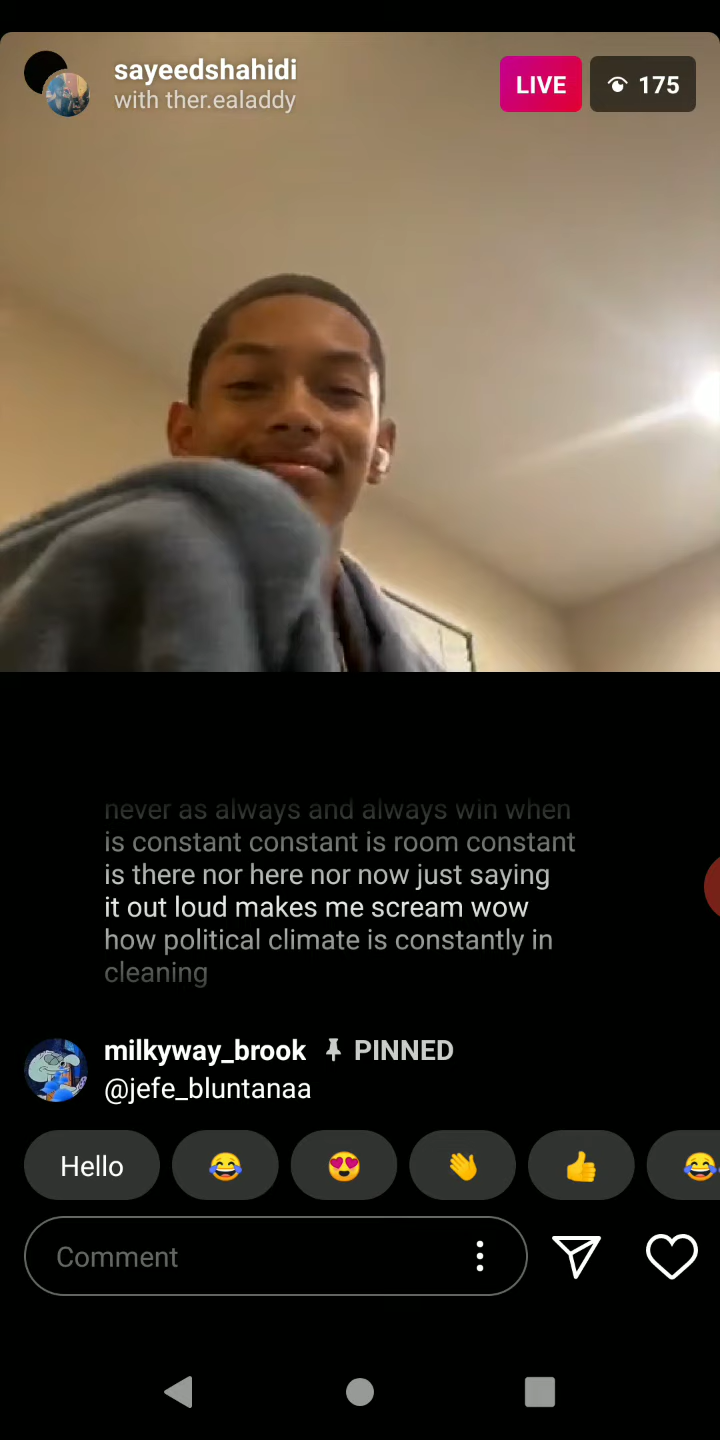 sayeedshahidi
with ther.ealaddy
LIVE
175
never as always and always win when
is constant constant is room constant
is there nor here nor now just saying
it out loud makes me scream wow
how political climate is constantly in
cleaning
milkyway_brook PINNED
@jefe_bluntanaa
Hello
Comment